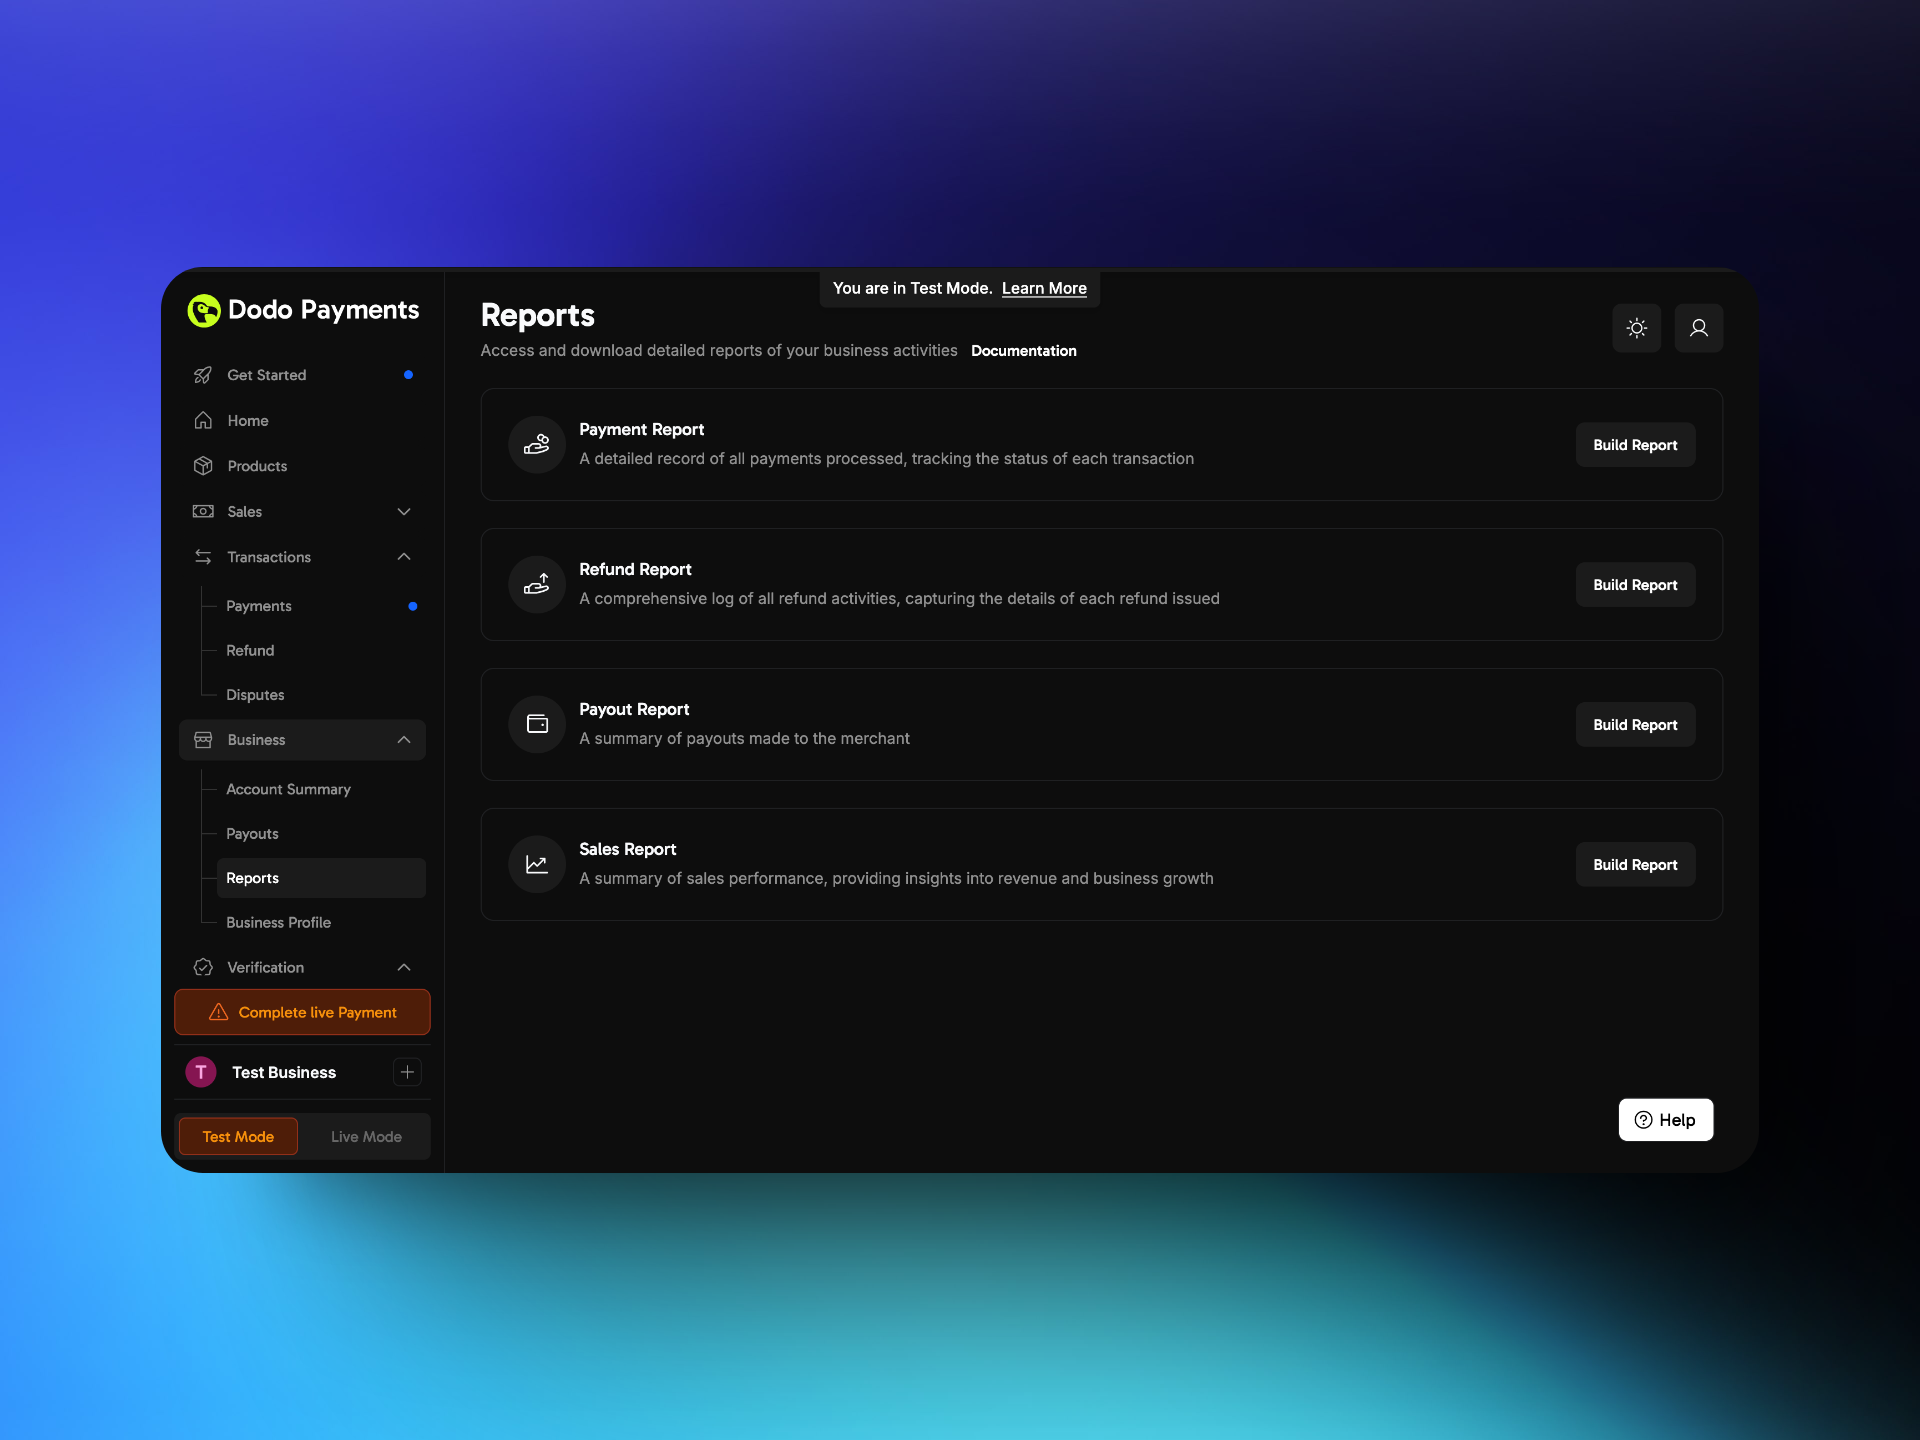 Dodo Payments
Get Started
Home
Products
Sales
Transactions
Payments
Refund
Disputes
Business
Account Summary
Payouts
Reports
Business Profile
Verification
Complete live Payment
T Test Business
Test Mode Live Mode
You are in Test Mode. Learn More
Reports
Access and download detailed reports of your business activities Documentation
Payment Report
A detailed record of all payments processed, tracking the status of each transaction
Build Report
Refund Report
A comprehensive log of all refund activities, capturing the details of each refund issued
Build Report
Payout Report
A summary of payouts made to the merchant
Build Report
Sales Report
A summary of sales performance, providing insights into revenue and business growth
Build Report
Help